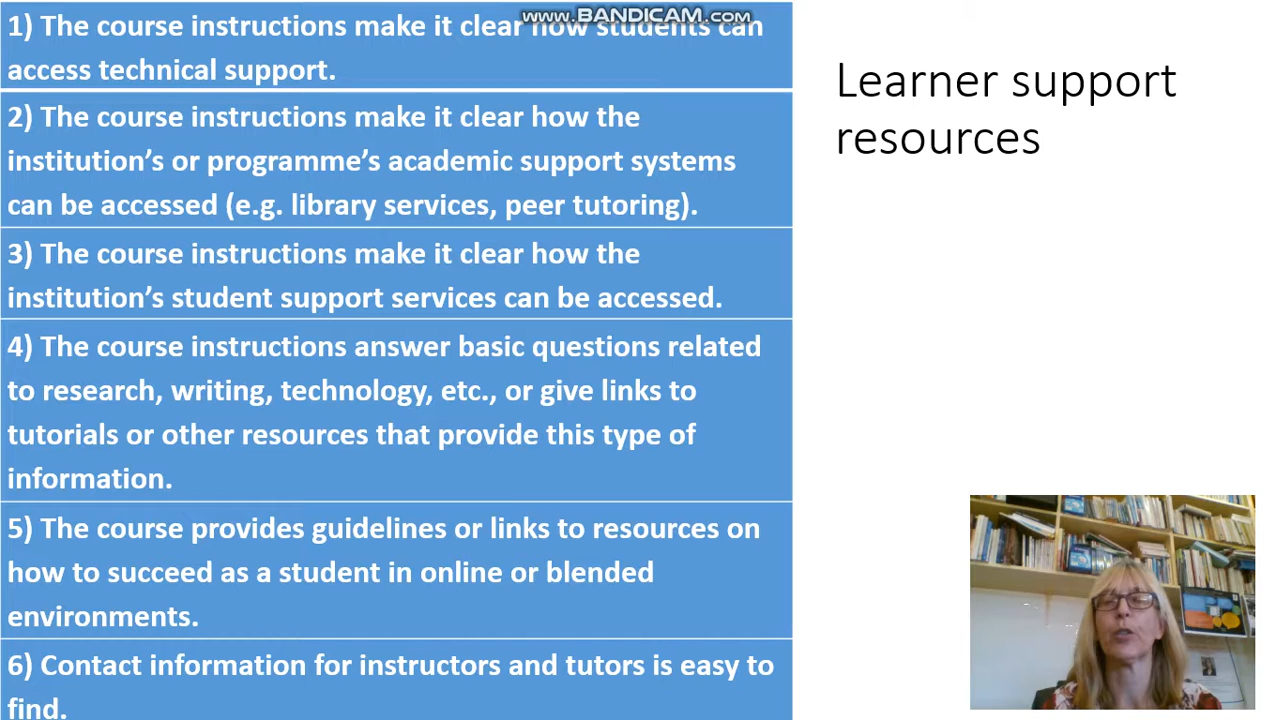 www.BANDICAM.com
1) The course instructions make it clear how students can
access technical support.
2) The course instructions make it clear how the
institution's or programme's academic support systems
can be accessed (e.g. library services, peer tutoring).
3) The course instructions make it clear how the
institution's student support services can be accessed.
4) The course instructions answer basic questions related
to research, writing, technology, etc., or give links to
tutorials or other resources that provide this type of
information.
5) The course provides guidelines or links to resources on
how to succeed as a student in online or blended
environments.
6) Contact information for instructors and tutors is easy to
find.
Learner support
resources